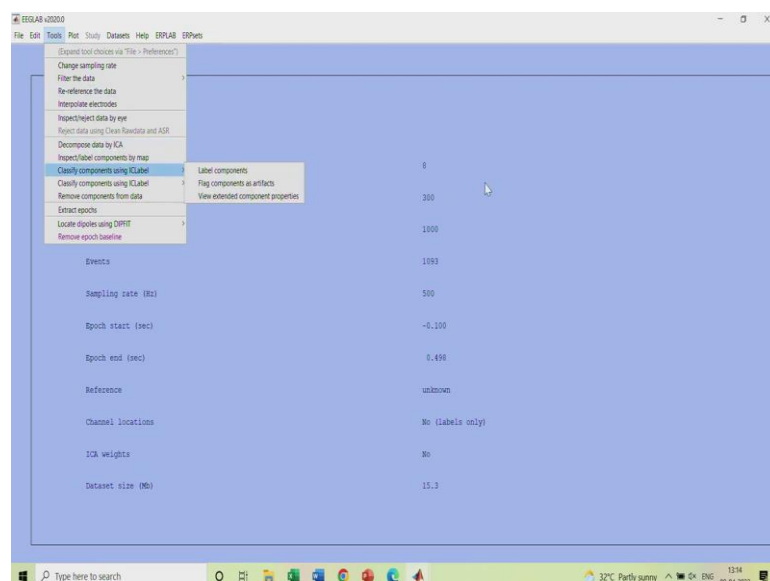 EEGLAB v2020.0
File Edit Tools Plot Study Datasets Help ERPLAB ERPsets
(Expand tool choices via "File > Preferences")
Change sampling rate
Filter the data
Re-reference the data
Interpolate electrodes
Inspect/reject data by eye
Reject data using Clean Rawdata and ASR
Decompose data by ICA
Inspect/label components by map
Classify components using ICLabel
Label components
Classify components using ICLabel
Flag components as artifacts
Remove components from data
View extended component properties
Extract epochs
Locate dipoles using DIPFIT
Remove epoch baseline
300
1000
Events 1093
Sampling rate (Hz) 500
Epoch start (sec) -0.100
Epoch end (sec) 0.498
Reference unknown
Channel locations No (labels only)
ICA weights No
Dataset size (Mb) 15.3
Type here to search
32°C Partly sunny ENG 13:14